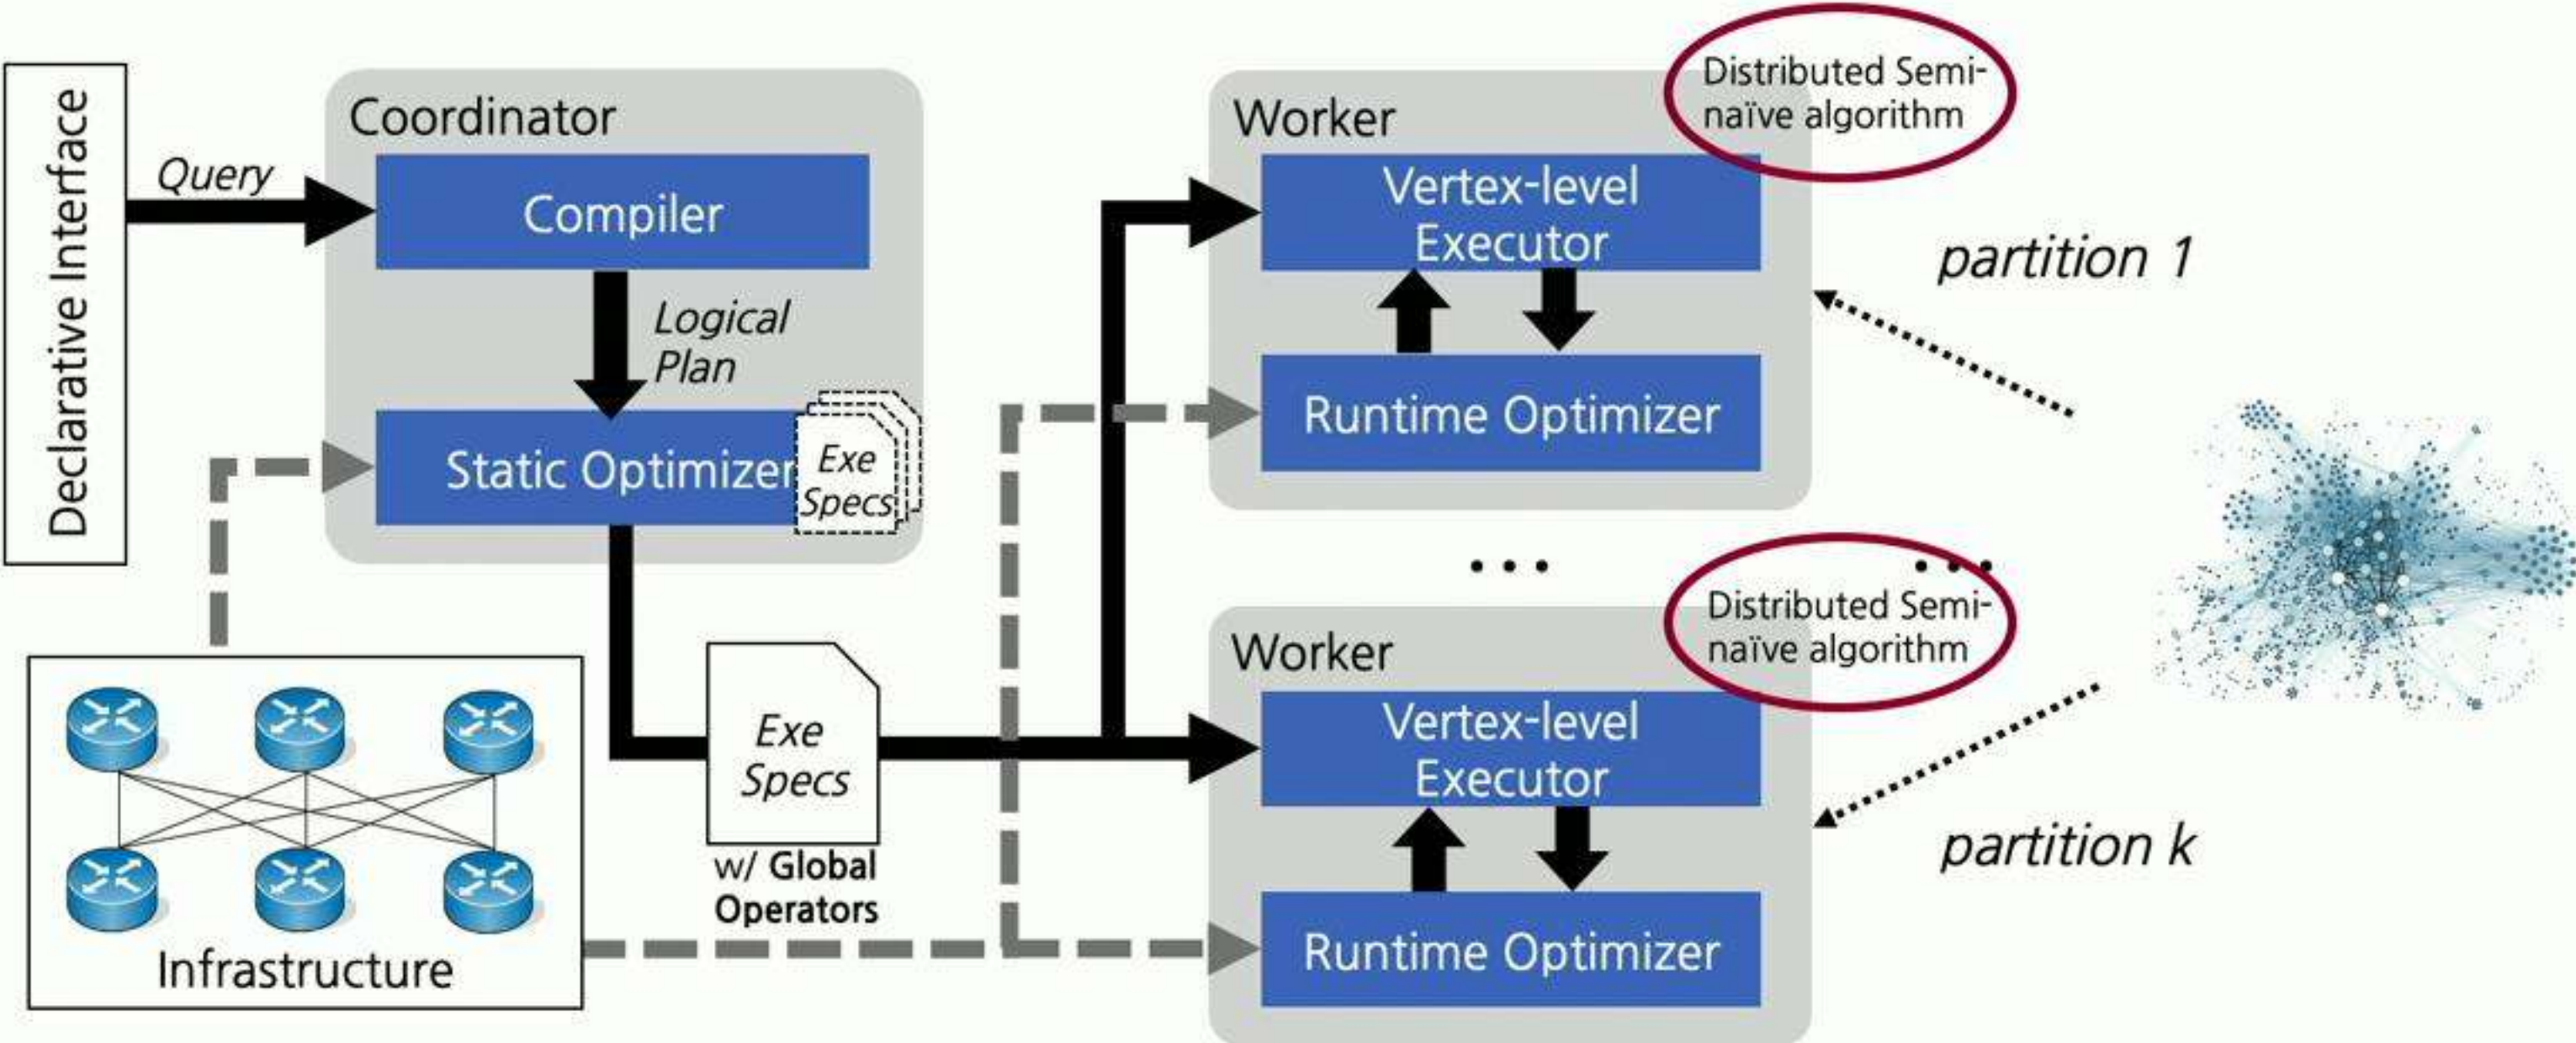 Declarative Interface
Query
Coordinator
Compiler
Logical
Plan
Static Optimizer
Exe
Specs
Infrastructure
Exe
Specs
w/ Global
Operators
Worker
Distributed Semi-
naïve algorithm
Vertex-level
Executor
Runtime Optimizer
partition 1
...
...
Worker
Distributed Semi-
naïve algorithm
Vertex-level
Executor
Runtime Optimizer
partition k